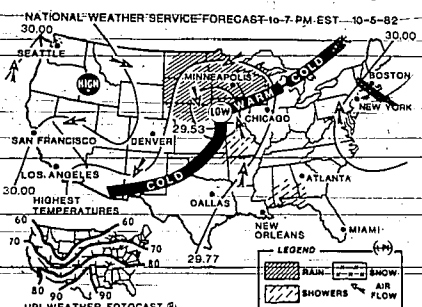 NATIONAL WEATHER SERVICE FORECAST to 7 PM EST 10-5-82
30.00
30.00
SEATTLE
MINNEAPOLIS
BOSTON
HIGH
WARM COLD
LOW
NEW YORK
CHICAGO
29.53
SAN FRANCISCO
DENVER
COLD
LOS ANGELES
ATLANTA
30.00
HIGHEST
TEMPERATURES
DALLAS
60
60
NEW
ORLEANS
MIAMI
70
70
29.77
LEGEND
80
RAIN
SNOW
SHOWERS
AIR
FLOW
80
90
90
UPI WEATHER FOTOCAST ®